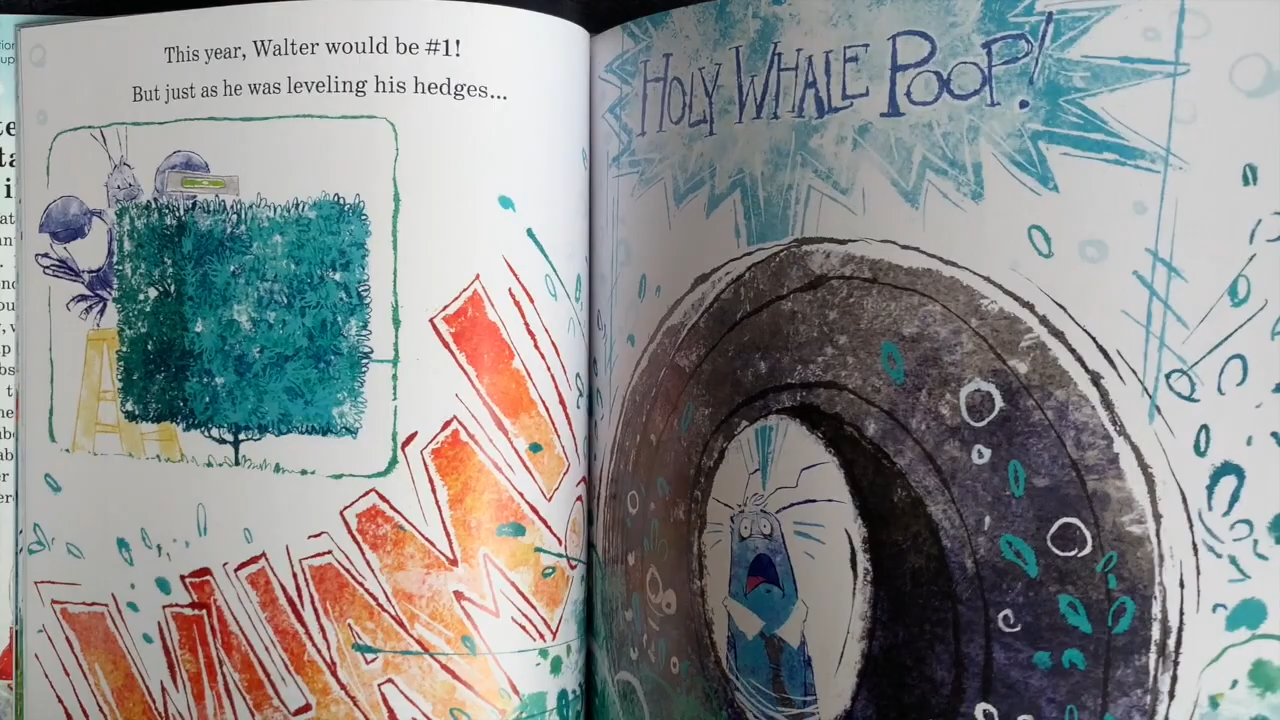 This year, Walter would be #1!
But just as he was leveling his hedges...
WHAM!
HOLY WHALE POOP!